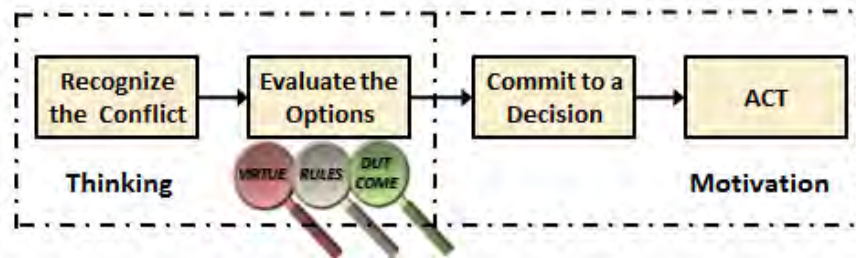 Recognize
the Conflict
Evaluate the
Options
Commit to a
Decision
ACT
Thinking
VIRTUE
RULES
OUT
COME
Motivation